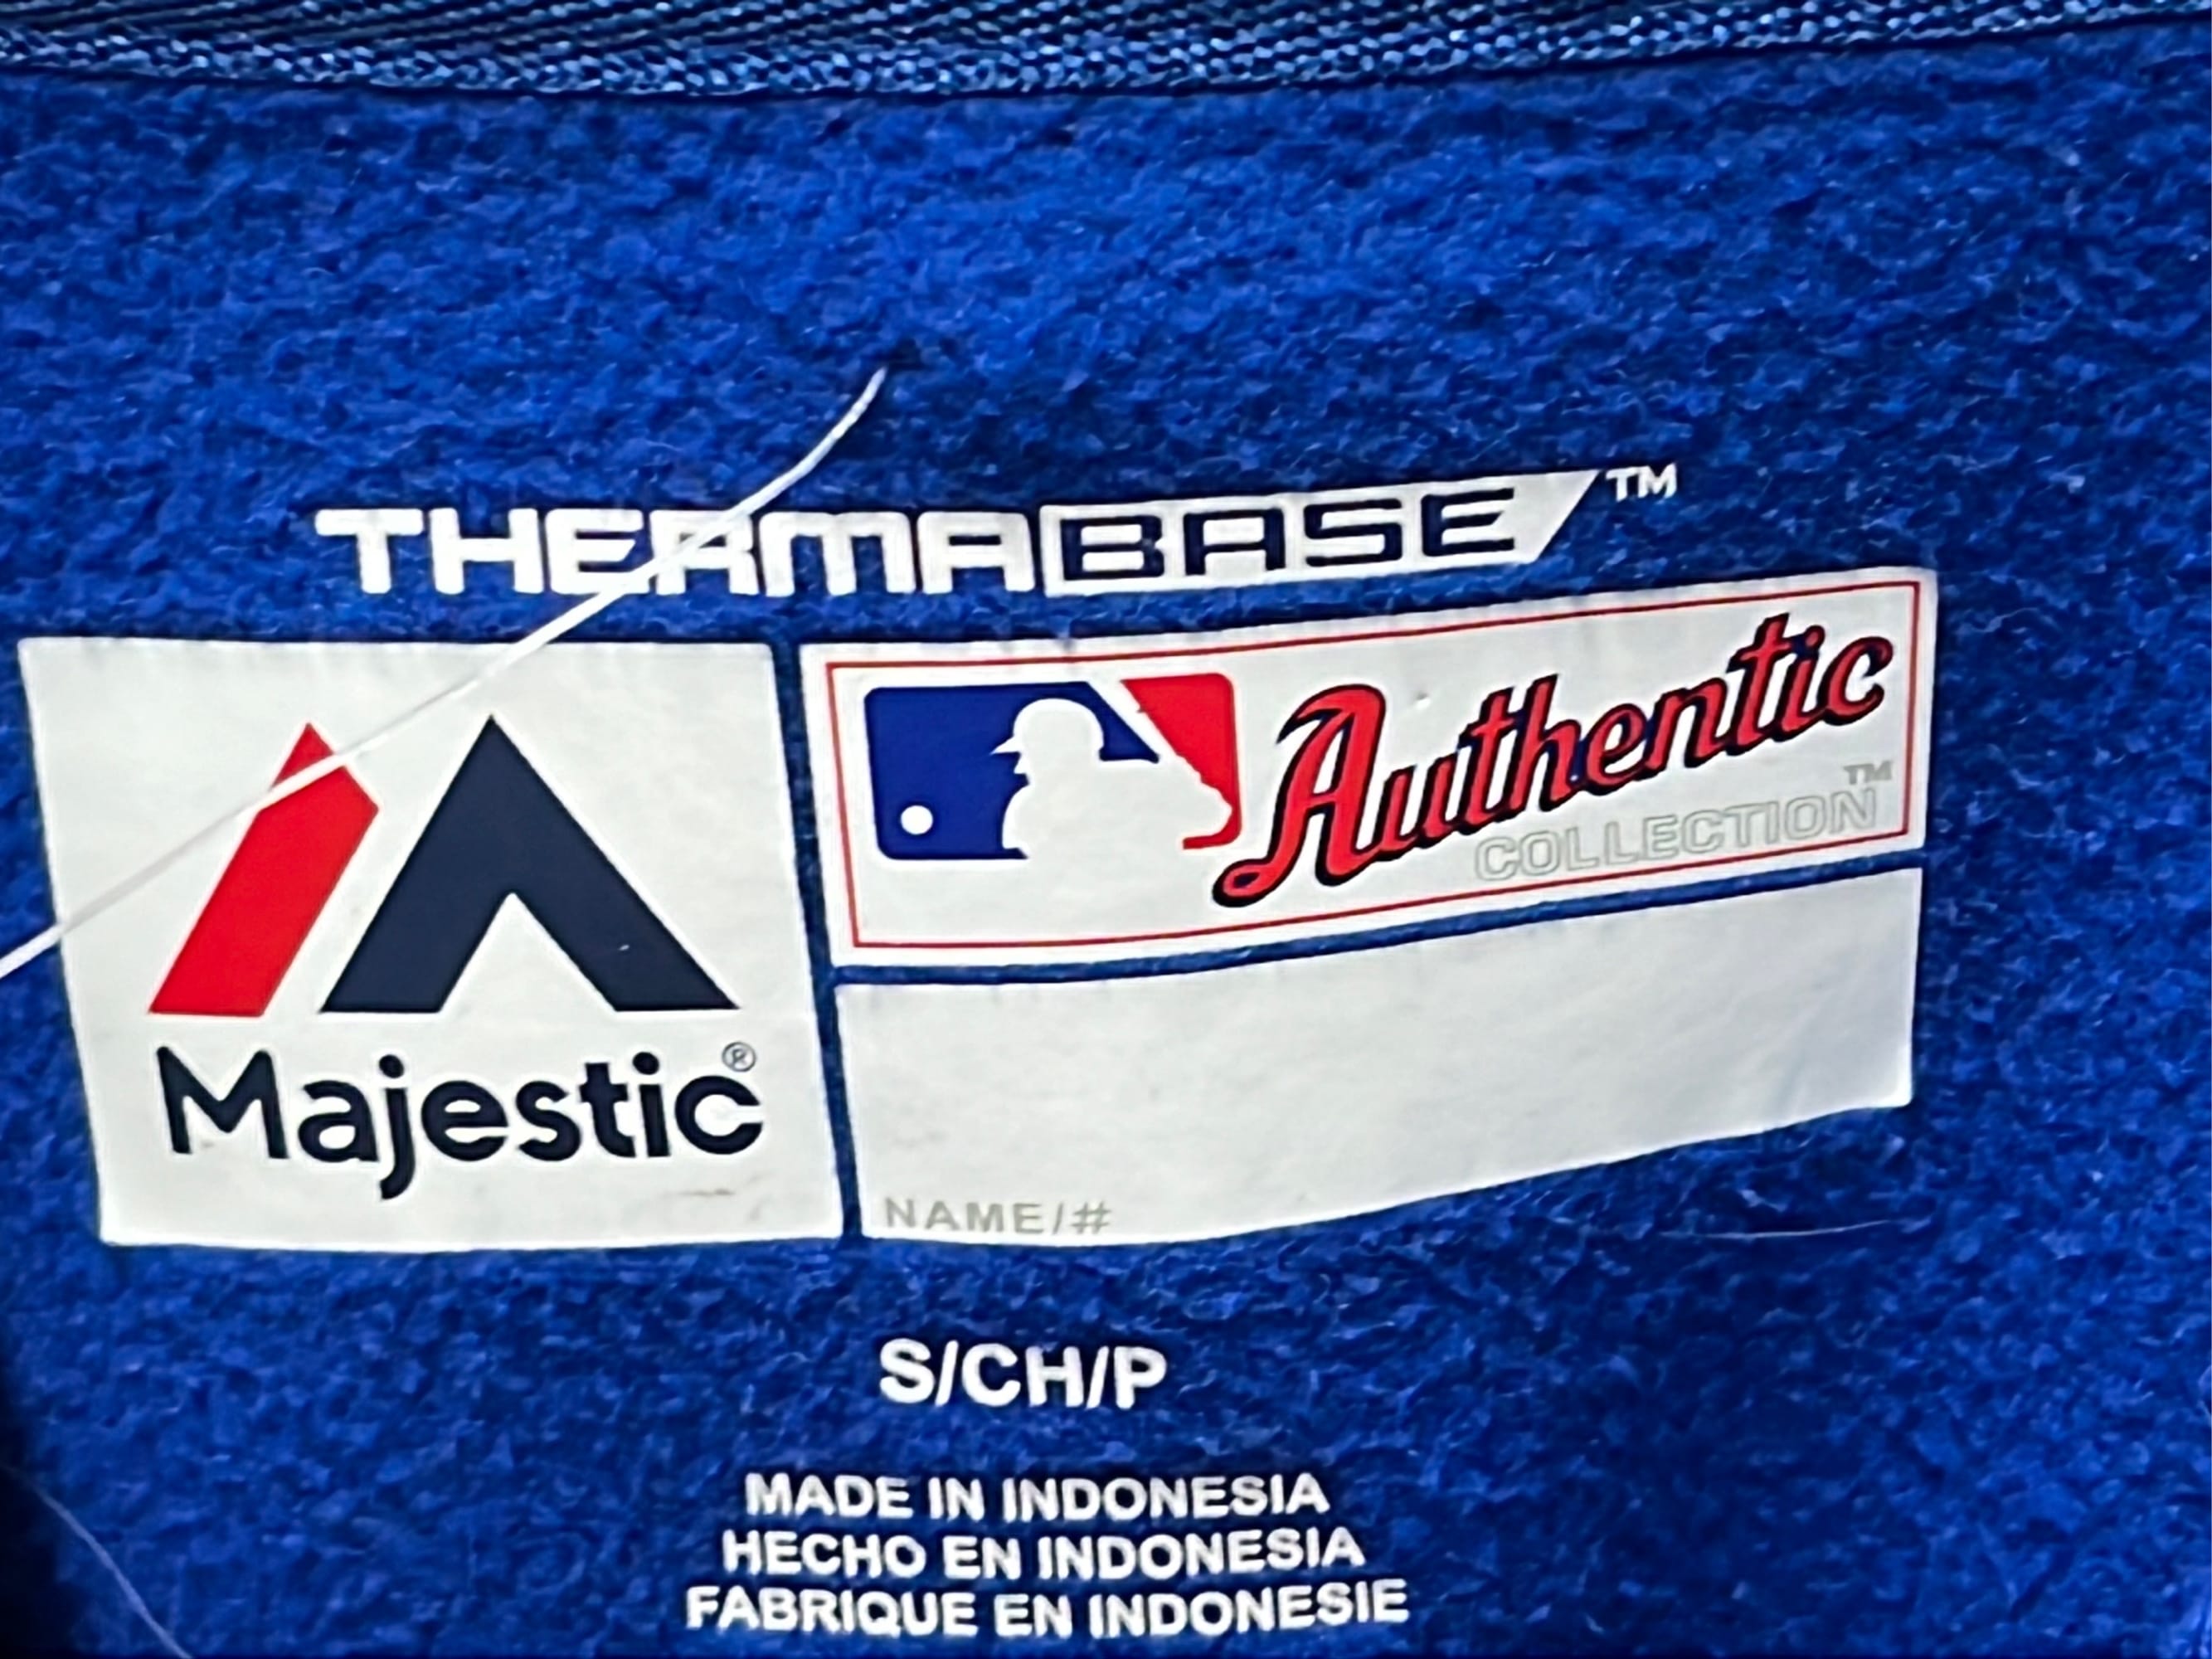 THERMABASE™
Authentic
COLLECTION™
Majestic®
NAME/#
S/CH/P
MADE IN INDONESIA
HECHO EN INDONESIA
FABRIQUE EN INDONESIE